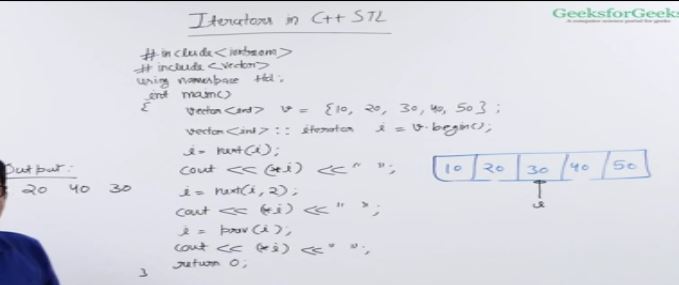 Iterators in C++ STL
GeeksforGeeks
A computer science portal for geeks
#include<iostream>
#include<vector>
using namespace std;
int main()
{
vector<int> v = {10, 20, 30, 40, 50};
vector<int>:: iterator i = v.begin();
i = next(i);
cout << (*i) << " ";
i = next(i, 2);
cout << (*i) << " ";
i = prev(i);
cout << (*i) << " ";
return 0;
}
Output:
20 40 30
10 20 30 40 50
i